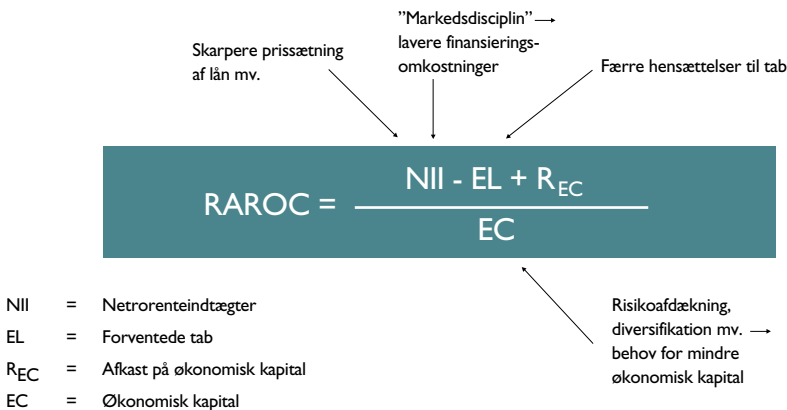 Skarpere prissætning
af lån mv.
”Markedsdisciplin” →
lavere finansierings-
omkostninger
Færre hensættelser til tab
RAROC = NII - EL + R_EC
EC
NII = Netrorenteindtægter
EL = Forventede tab
R_EC = Afkast på økonomisk kapital
EC = Økonomisk kapital
Risikoafdækning,
diversifikation mv. →
behov for mindre
økonomisk kapital